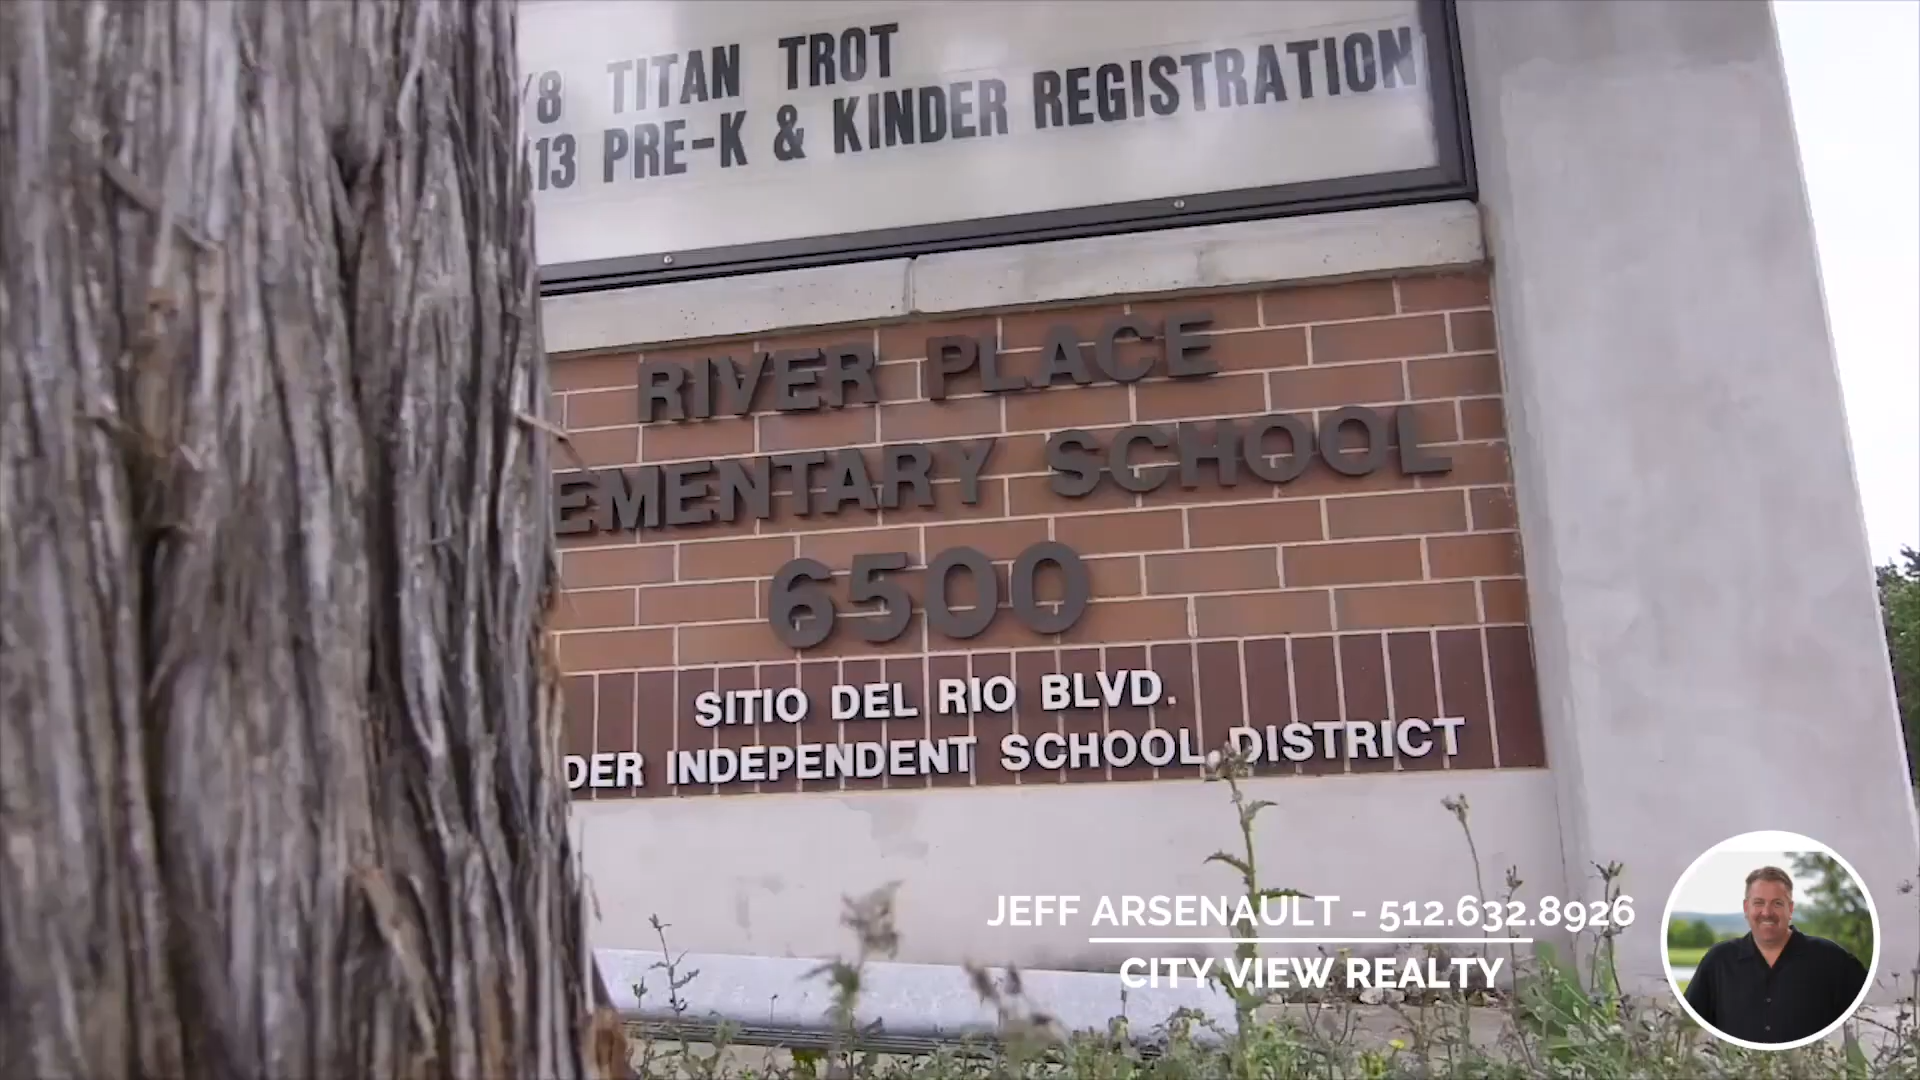 /8 TITAN TROT
13 PRE-K & KINDER REGISTRATION
RIVER PLACE
EMENTARY SCHOOL
6500
SITIO DEL RIO BLVD.
DER INDEPENDENT SCHOOL DISTRICT
JEFF ARSENAULT - 512.632.8926
CITY VIEW REALTY